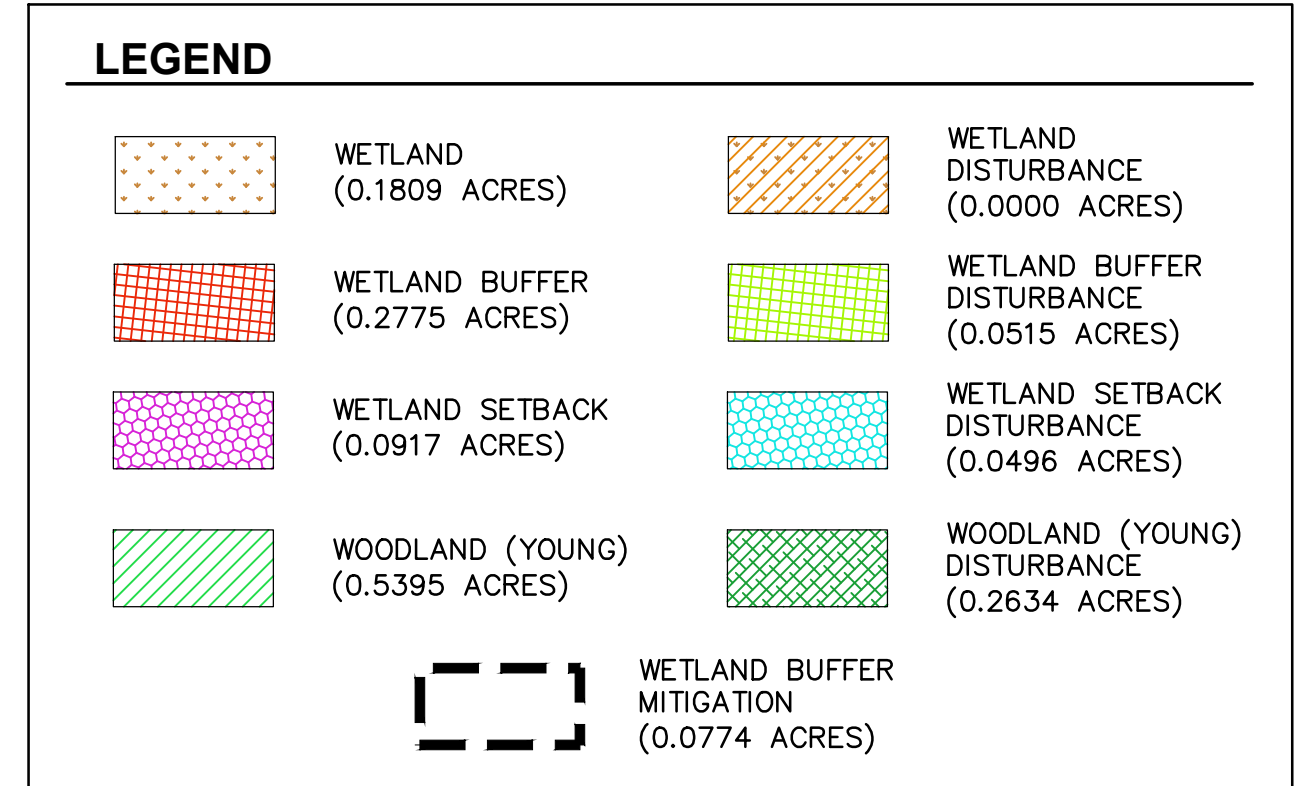 LEGEND
WETLAND
(0.1809 ACRES)
WETLAND
DISTURBANCE
(0.0000 ACRES)
WETLAND BUFFER
(0.2775 ACRES)
WETLAND BUFFER
DISTURBANCE
(0.0515 ACRES)
WETLAND SETBACK
(0.0917 ACRES)
WETLAND SETBACK
DISTURBANCE
(0.0496 ACRES)
WOODLAND (YOUNG)
(0.5395 ACRES)
WOODLAND (YOUNG)
DISTURBANCE
(0.2634 ACRES)
WETLAND BUFFER
MITIGATION
(0.0774 ACRES)